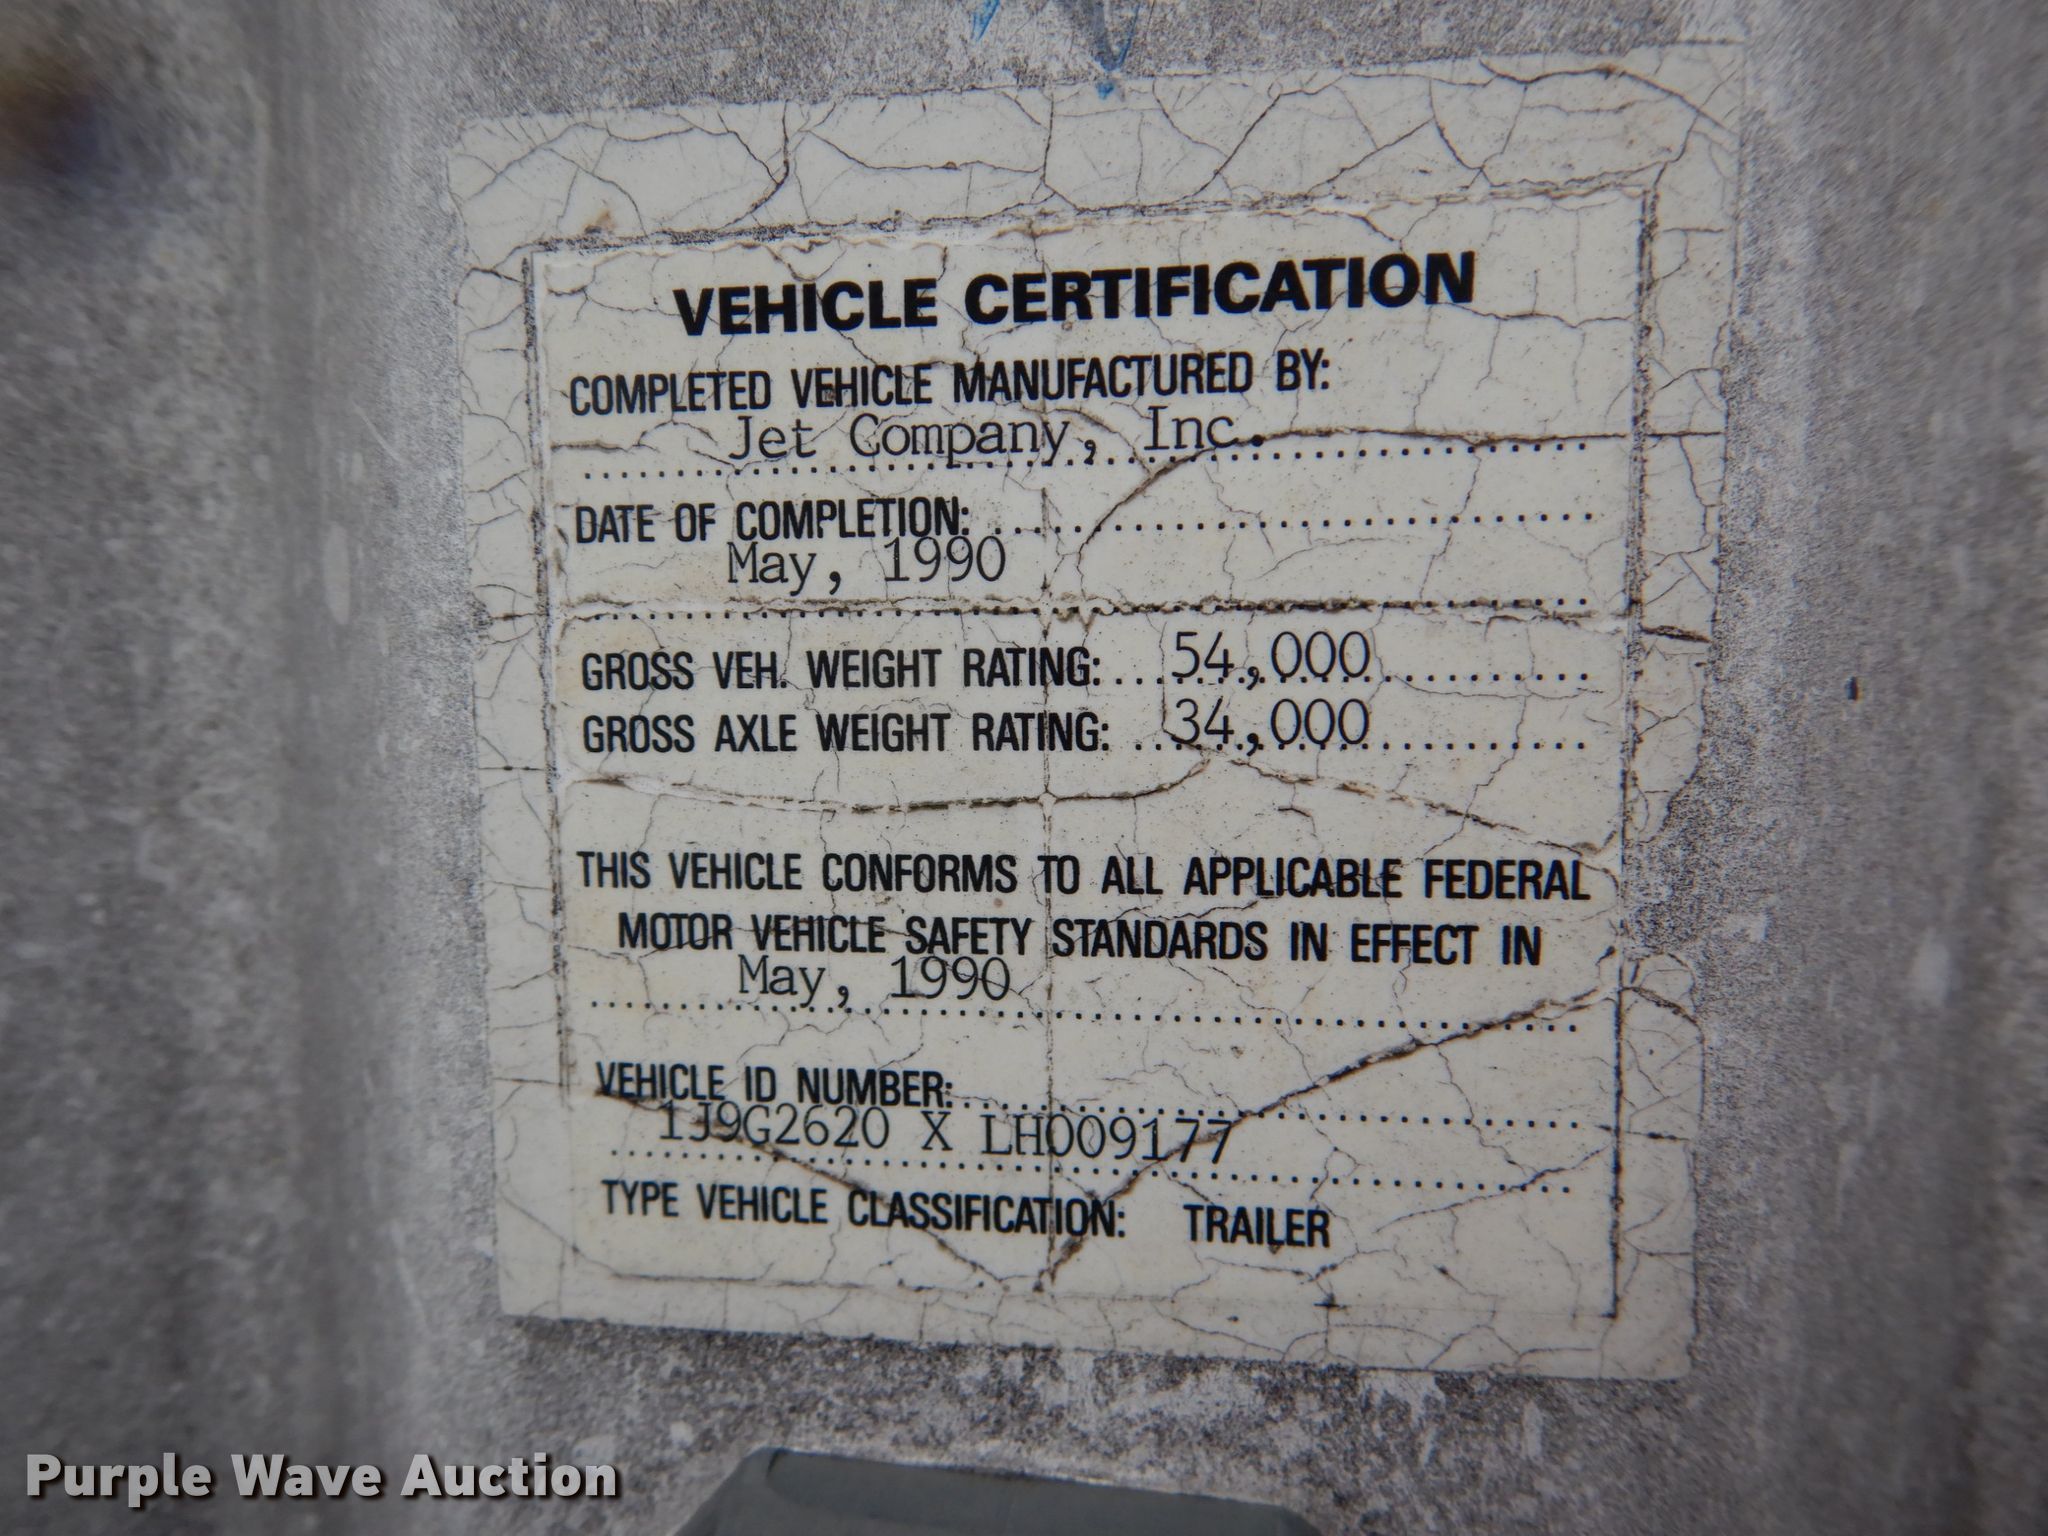 VEHICLE CERTIFICATION
COMPLETED VEHICLE MANUFACTURED BY:
Jet Company, Inc.
DATE OF COMPLETION:
May, 1990
GROSS VEH. WEIGHT RATING: 54,000
GROSS AXLE WEIGHT RATING: 34,000
THIS VEHICLE CONFORMS TO ALL APPLICABLE FEDERAL
MOTOR VEHICLE SAFETY STANDARDS IN EFFECT IN
May, 1990
VEHICLE ID NUMBER:
1J9G2620 X LH009177
TYPE VEHICLE CLASSIFICATION: TRAILER
Purple Wave Auction